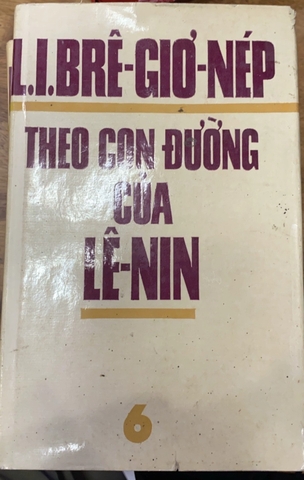 L.I.BRÊ-GIƠ-NÉP
THEO CON ĐƯỜNG
CỦA
LÊ-NIN
6